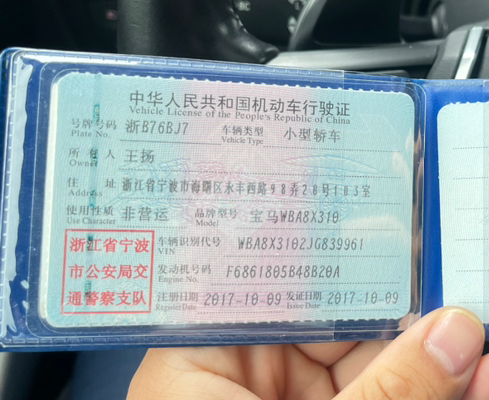 中华人民共和国机动车行驶证
Vehicle License of the People's Republic of China
号牌号码 浙B76BJ7 车辆类型 小型轿车
Plate No. Vehicle Type
所有人 王扬
Owner
住址 浙江省宁波市海曙区永丰西路98弄20号103室
Address
使用性质 非营运 品牌型号 宝马WBA8X310
Use Character Model
浙江省宁波
市公安局交
通警察支队
车辆识别代号 WBA8X3102JG839961
VIN
发动机号码 F6861805B48B20A
Engine No.
注册日期 2017-10-09 发证日期 2017-10-09
Register Date Issue Date